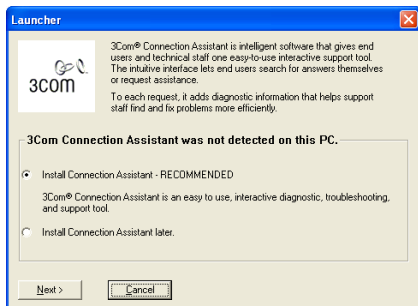 Launcher
3Com® Connection Assistant is intelligent software that gives end
users and technical staff one easy-to-use interactive support tool.
The intuitive interface lets end users search for answers themselves
or request assistance.
3COM
To each request, it adds diagnostic information that helps support
staff find and fix problems more efficiently.
3Com Connection Assistant was not detected on this PC.
Install Connection Assistant - RECOMMENDED
3Com® Connection Assistant is an easy to use, interactive diagnostic, troubleshooting,
and support tool.
Install Connection Assistant later.
Next >
Cancel